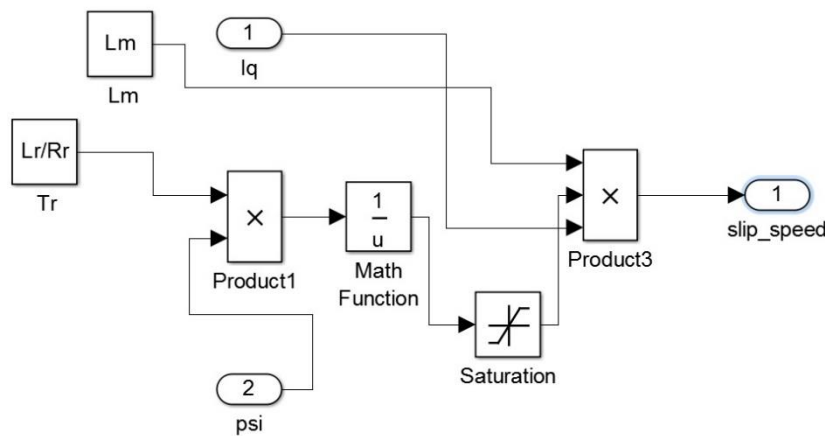 Lm
Lm
1
Iq
Lr/Rr
Tr
×
Product1
1
u
Math
Function
Saturation
×
Product3
1
slip_speed
2
psi